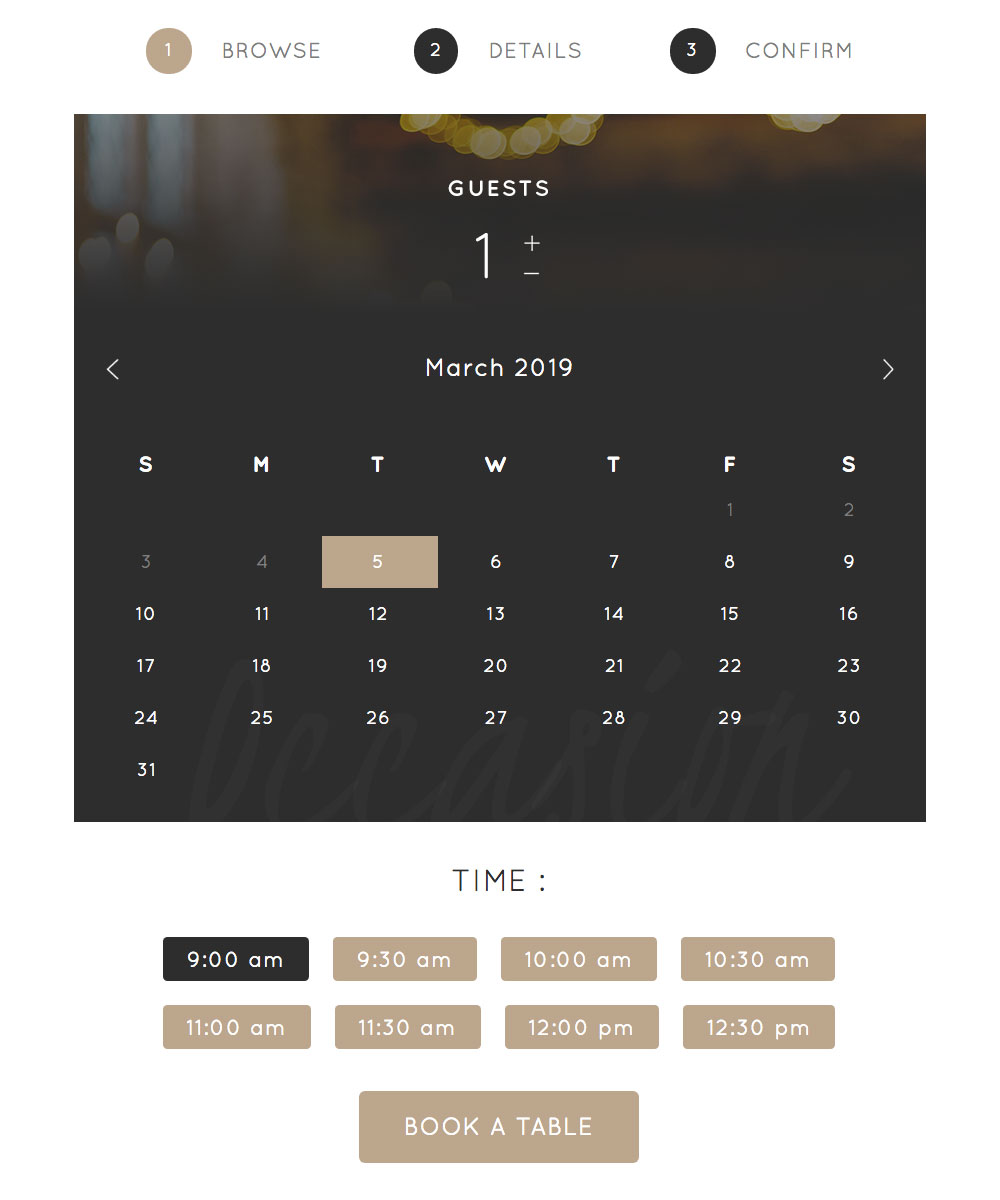 1 BROWSE 2 DETAILS 3 CONFIRM
GUESTS
1 + −
March 2019
S M T W T F S
1 2
3 4 5 6 7 8 9
10 11 12 13 14 15 16
17 18 19 20 21 22 23
24 25 26 27 28 29 30
31
occasion
TIME :
9:00 am 9:30 am 10:00 am 10:30 am
11:00 am 11:30 am 12:00 pm 12:30 pm
BOOK A TABLE